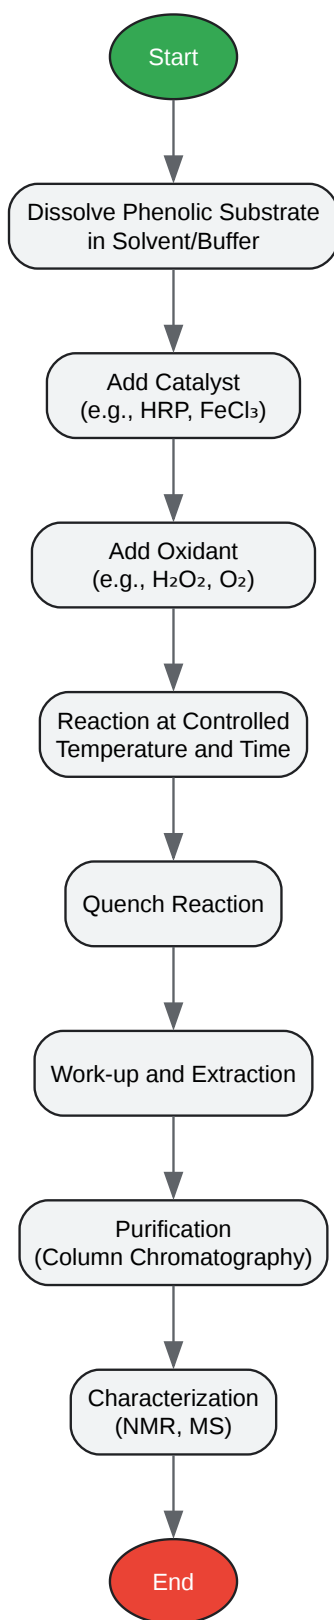 Start
Dissolve Phenolic Substrate
in Solvent/Buffer
Add Catalyst
(e.g., HRP, FeCl₃)
Add Oxidant
(e.g., H₂O₂, O₂)
Reaction at Controlled
Temperature and Time
Quench Reaction
Work-up and Extraction
Purification
(Column Chromatography)
Characterization
(NMR, MS)
End